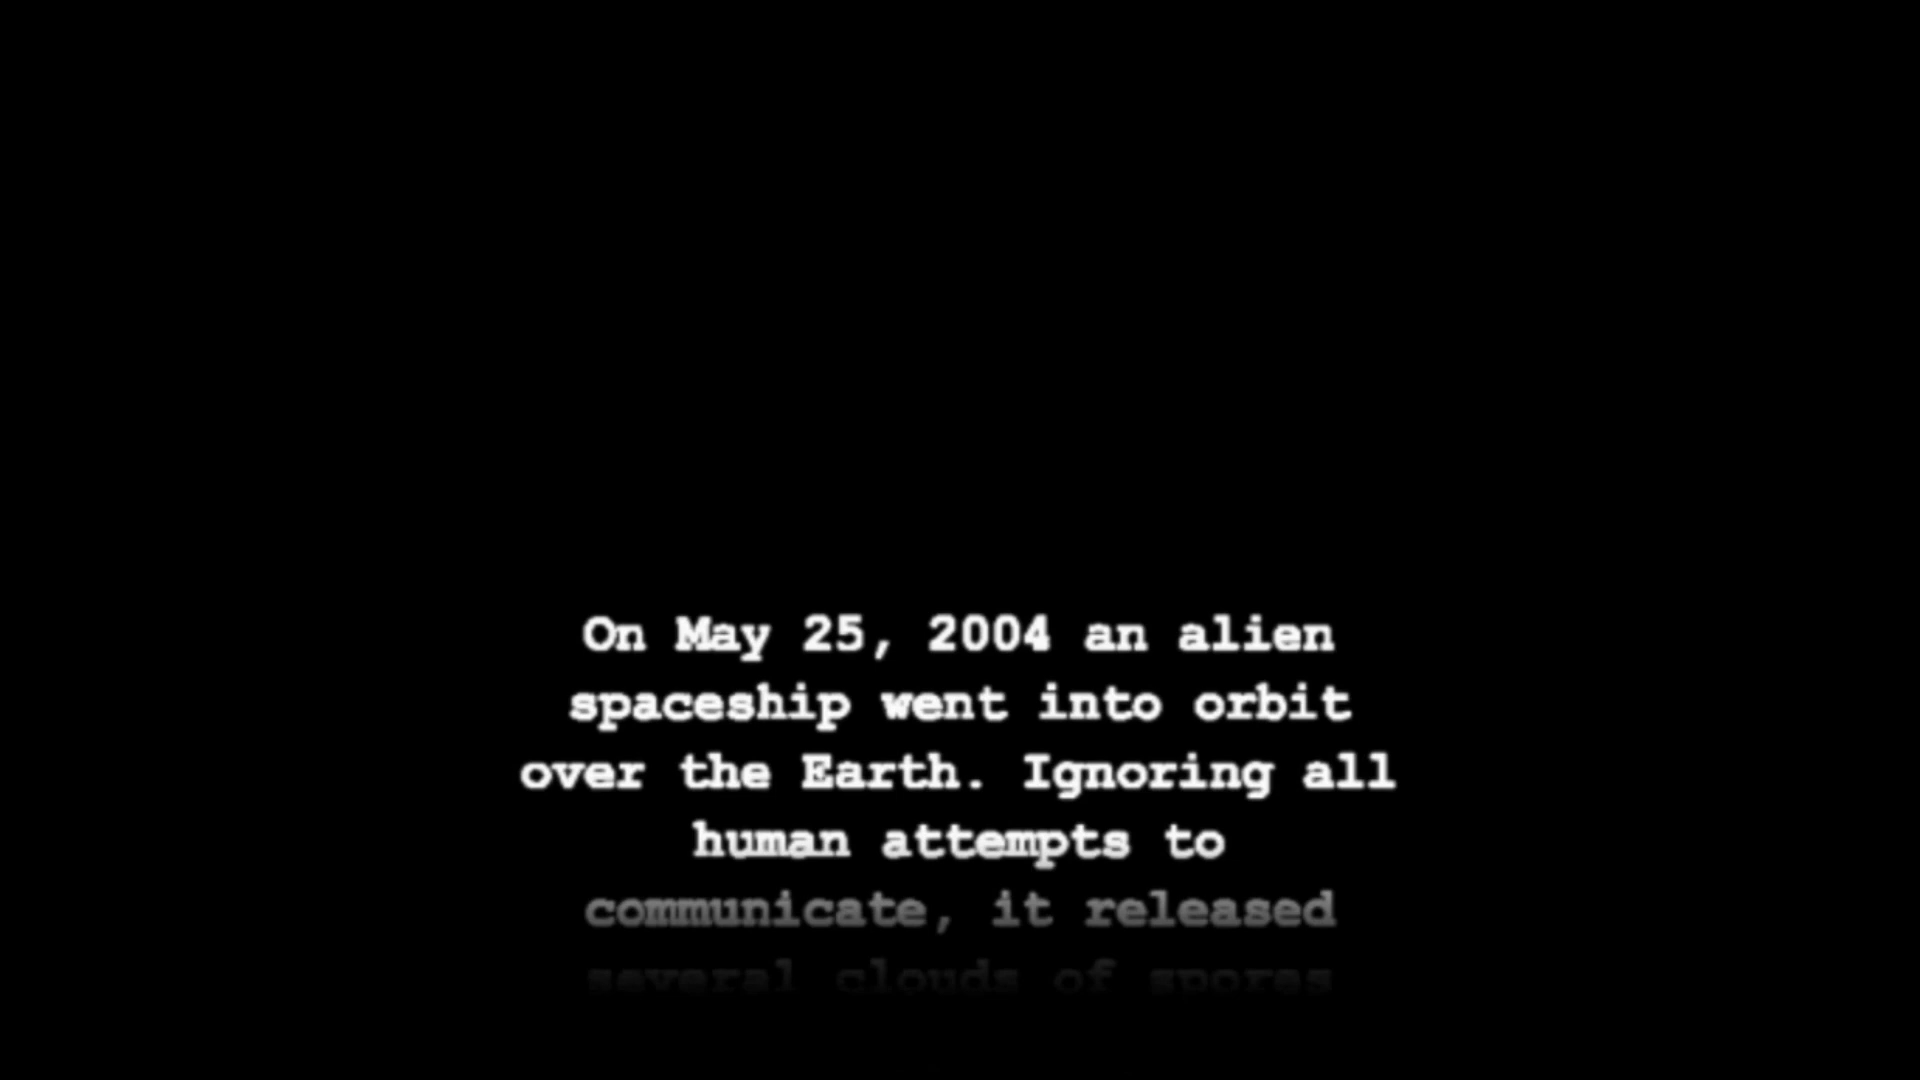 On May 25, 2004 an alien
spaceship went into orbit
over the Earth. Ignoring all
human attempts to
communicate, it released
several clouds of spores